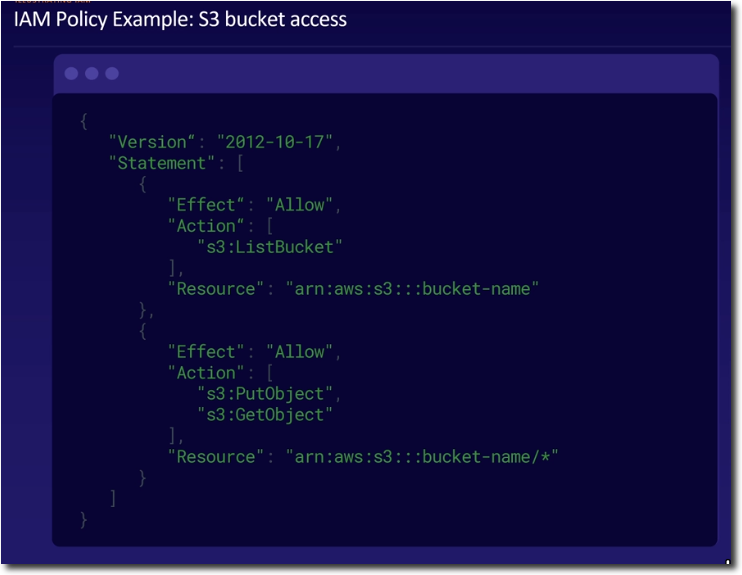 IAM Policy Example: S3 bucket access
{
"Version“: "2012-10-17",
"Statement": [
{
"Effect“: "Allow",
"Action“: [
"s3:ListBucket"
],
"Resource": "arn:aws:s3:::bucket-name"
},
{
"Effect": "Allow",
"Action": [
"s3:PutObject",
"s3:GetObject"
],
"Resource": "arn:aws:s3:::bucket-name/*"
}
]
}